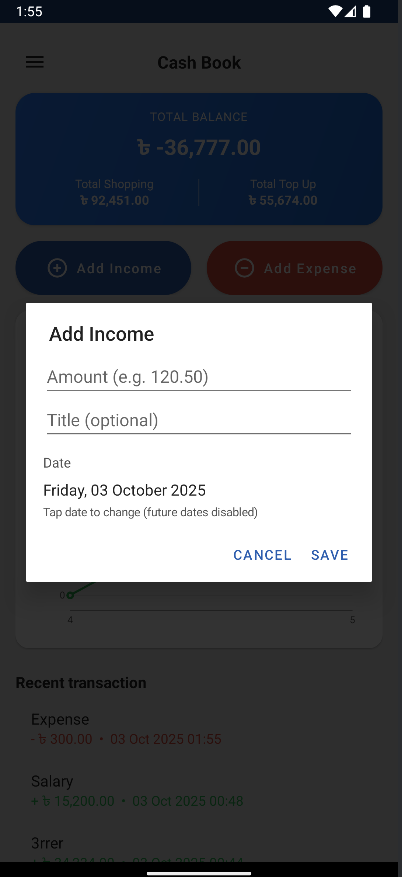 1:55
Cash Book
TOTAL BALANCE
৳ -36,777.00
Total Shopping
Total Top Up
৳ 92,451.00
৳ 55,674.00
Add Income
Add Expense
Add Income
Amount (e.g. 120.50)
Title (optional)
Date
Friday, 03 October 2025
Tap date to change (future dates disabled)
CANCEL SAVE
0
4 5
Recent transaction
Expense
- ৳ 300.00 • 03 Oct 2025 01:55
Salary
+ ৳ 15,200.00 • 03 Oct 2025 00:48
3rrer